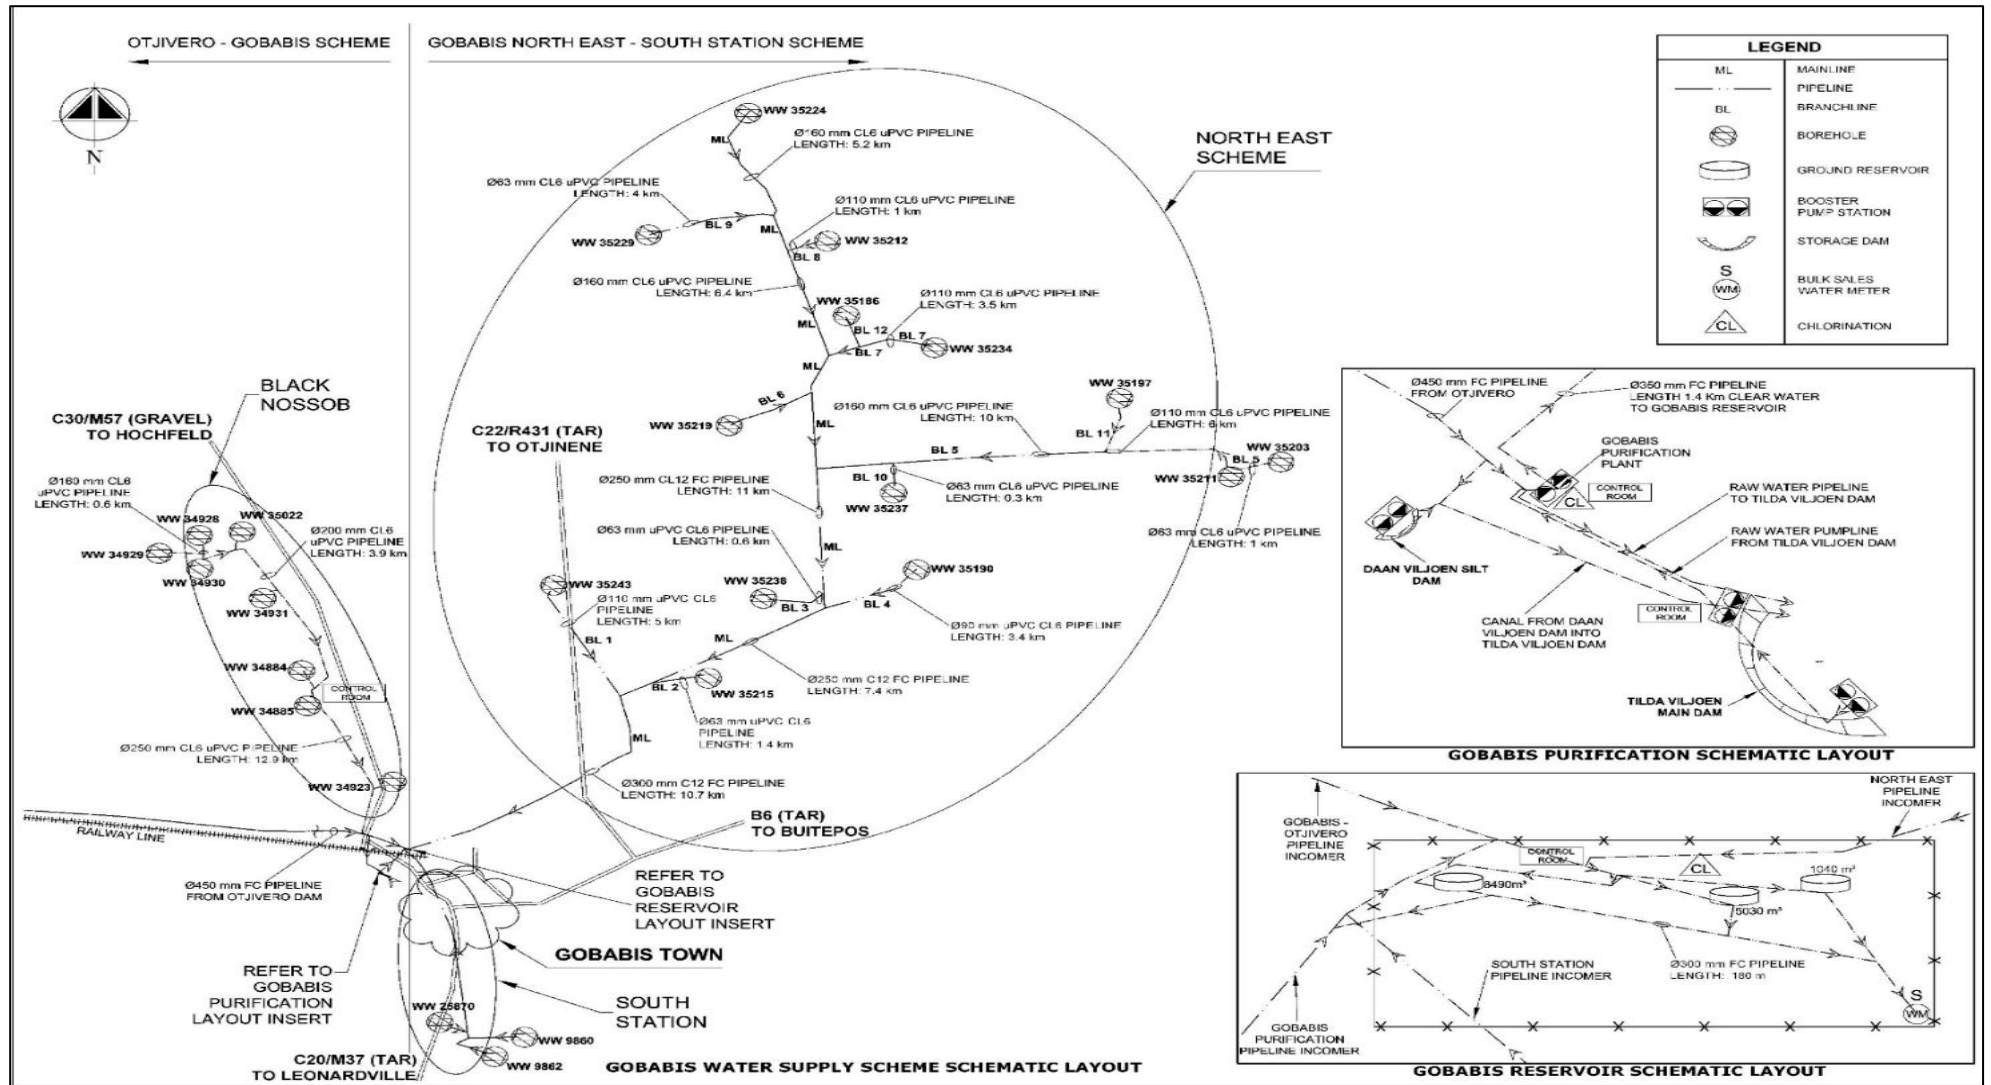 OTJIVERO - GOBABIS SCHEME
GOBABIS NORTH EAST - SOUTH STATION SCHEME
N
WW 35224
ML
Ø160 mm CL6 uPVC PIPELINE
LENGTH: 5.2 km
NORTH EAST
SCHEME
Ø63 mm CL6 uPVC PIPELINE
LENGTH: 4 km
Ø110 mm CL6 uPVC PIPELINE
LENGTH: 1 km
BL 9
ML
WW 35229
WW 35212
BL 8
Ø160 mm CL6 uPVC PIPELINE
LENGTH: 6.4 km
WW 35186
Ø110 mm CL6 uPVC PIPELINE
LENGTH: 3.5 km
ML
BL 12
BL 7
BL 7
WW 35234
ML
BL 6
WW 35219
ML
WW 35197
Ø160 mm CL6 uPVC PIPELINE
LENGTH: 10 km
Ø110 mm CL6 uPVC PIPELINE
LENGTH: 6 km
BL 11
BL 5
WW 35203
BL 5
WW 35211
BL 10
Ø63 mm CL6 uPVC PIPELINE
LENGTH: 0.3 km
WW 35237
Ø63 mm CL6 uPVC PIPELINE
LENGTH: 1 km
Ø250 mm CL12 FC PIPELINE
LENGTH: 11 km
Ø63 mm uPVC CL6 PIPELINE
LENGTH: 0.6 km
ML
WW 35238
BL 3
WW 35190
BL 4
Ø90 mm uPVC CL6 PIPELINE
LENGTH: 3.4 km
C22/R431 (TAR)
TO OTJINENE
WW 35243
Ø110 mm uPVC CL6
PIPELINE
LENGTH: 5 km
BL 1
ML
Ø250 mm C12 FC PIPELINE
LENGTH: 7.4 km
BL 2
WW 35215
Ø63 mm uPVC CL6
PIPELINE
LENGTH: 1.4 km
ML
Ø300 mm C12 FC PIPELINE
LENGTH: 10.7 km
B6 (TAR)
TO BUITEPOS
BLACK
NOSSOB
C30/M57 (GRAVEL)
TO HOCHFELD
Ø160 mm CL6
uPVC PIPELINE
LENGTH: 0.6 km
WW 34928
WW 35022
Ø200 mm CL6
uPVC PIPELINE
LENGTH: 3.9 km
WW 34929
WW 34930
WW 34931
WW 34884
CONTROL
ROOM
WW 34885
Ø250 mm CL6 uPVC PIPELINE
LENGTH: 12.9 km
WW 34923
RAILWAY LINE
Ø450 mm FC PIPELINE
FROM OTJIVERO DAM
REFER TO
GOBABIS
RESERVOIR
LAYOUT INSERT
GOBABIS TOWN
REFER TO
GOBABIS
PURIFICATION
LAYOUT INSERT
SOUTH
STATION
WW 25870
WW 9860
WW 9862
C20/M37 (TAR)
TO LEONARDVILLE
GOBABIS WATER SUPPLY SCHEME SCHEMATIC LAYOUT
LEGEND
ML
MAINLINE
PIPELINE
BL
BRANCHLINE
BOREHOLE
GROUND RESERVOIR
BOOSTER
PUMP STATION
STORAGE DAM
S
WM
BULK SALES
WATER METER
CL
CHLORINATION
Ø450 mm FC PIPELINE
FROM OTJIVERO
Ø350 mm FC PIPELINE
LENGTH 1.4 Km CLEAR WATER
TO GOBABIS RESERVOIR
GOBABIS
PURIFICATION
PLANT
CONTROL
ROOM
CL
RAW WATER PIPELINE
TO TILDA VILJOEN DAM
RAW WATER PUMPLINE
FROM TILDA VILJOEN DAM
DAAN VILJOEN SILT
DAM
CONTROL
ROOM
CANAL FROM DAAN
VILJOEN DAM INTO
TILDA VILJOEN DAM
TILDA VILJOEN
MAIN DAM
GOBABIS PURIFICATION SCHEMATIC LAYOUT
NORTH EAST
PIPELINE
INCOMER
GOBABIS -
OTJIVERO
PIPELINE
INCOMER
CONTROL
ROOM
CL
1040 m³
8490m³
5030 m³
SOUTH STATION
PIPELINE INCOMER
Ø300 mm FC PIPELINE
LENGTH: 180 m
S
WM
GOBABIS
PURIFICATION
PIPELINE INCOMER
GOBABIS RESERVOIR SCHEMATIC LAYOUT